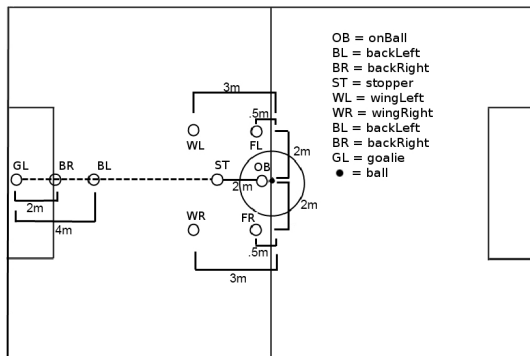 OB = onBall
BL = backLeft
BR = backRight
ST = stopper
WL = wingLeft
WR = wingRight
BL = backLeft
BR = backRight
GL = goalie
= ball
3m
.5m
WL
FL
2m
GL
BR
BL
ST
OB
2m
2m
2m
4m
WR
FR
.5m
3m